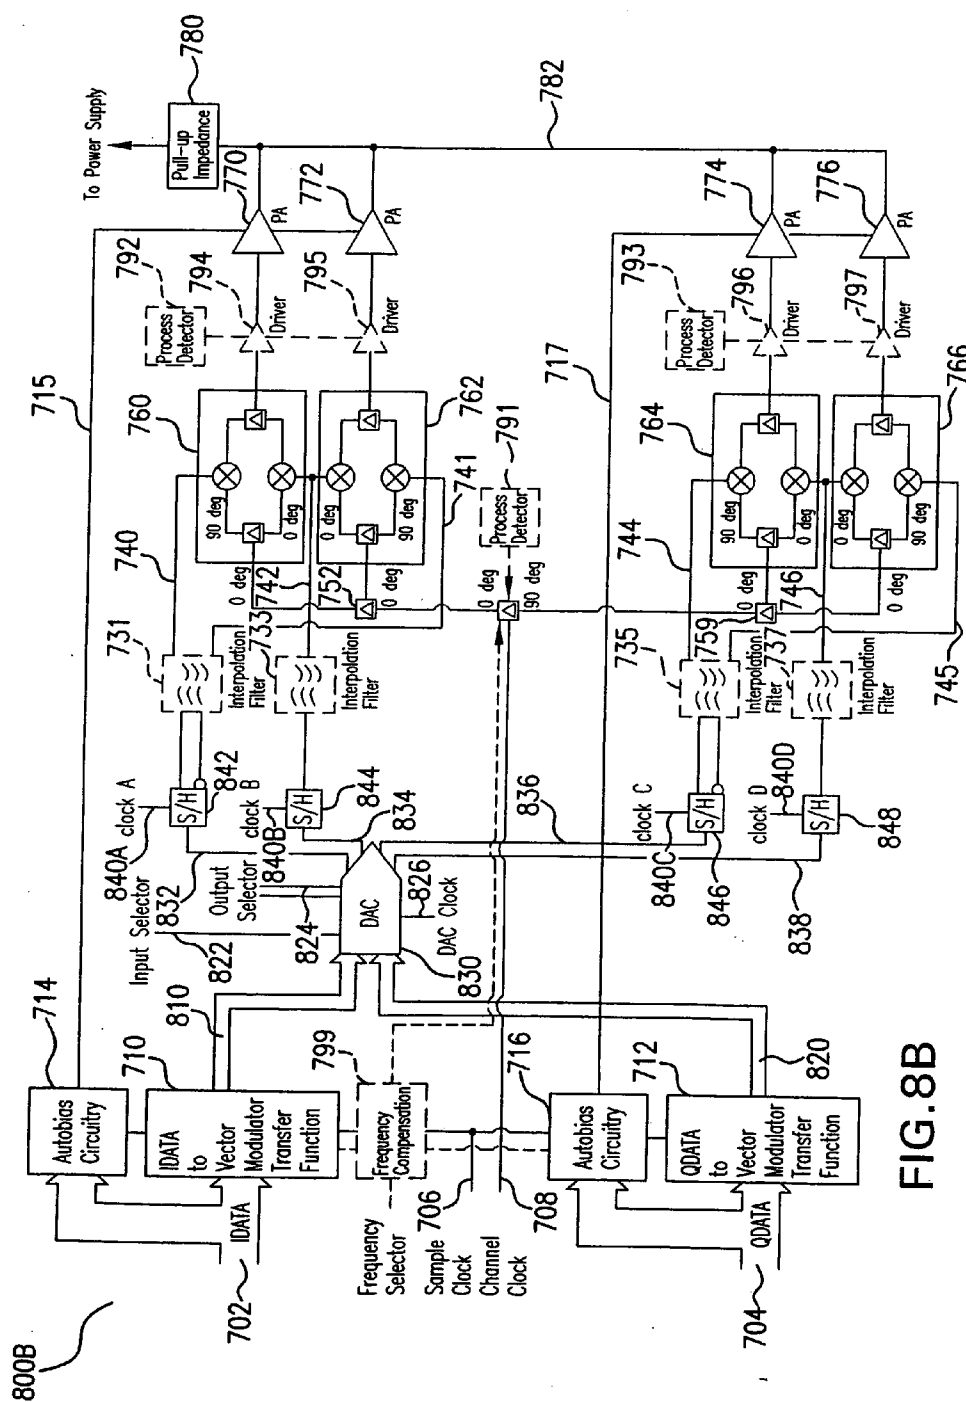 800B
702
IDATA
714
Autobias
Circuitry
710
IDATA
to
Vector
Modulator
Transfer
Function
810
715
Input Selector
822
Output
Selector
824
832
840A
clock A
S/H
842
840B
clock B
S/H
844
834
DAC
DAC Clock
826
830
836
731
Interpolation
Filter
733
Interpolation
Filter
740
742
741
0 deg
752
0 deg
760
90 deg
0 deg
762
0 deg
90 deg
Process
Detector
792
794
Driver
795
Driver
770
PA
772
PA
To Power Supply
Pull-up
Impedance
780
782
Process
Detector
791
0 deg
90 deg
Frequency
Selector
799
Frequency
Compensation
Sample
Clock
706
Channel
Clock
708
704
QDATA
716
Autobias
Circuitry
712
QDATA
to
Vector
Modulator
Transfer
Function
820
717
clock C
840C
S/H
846
clock D
840D
S/H
848
838
735
Interpolation
Filter
737
Interpolation
Filter
744
746
745
0 deg
759
0 deg
764
90 deg
0 deg
766
0 deg
90 deg
Process
Detector
793
796
Driver
797
Driver
774
PA
776
PA
FIG.8B